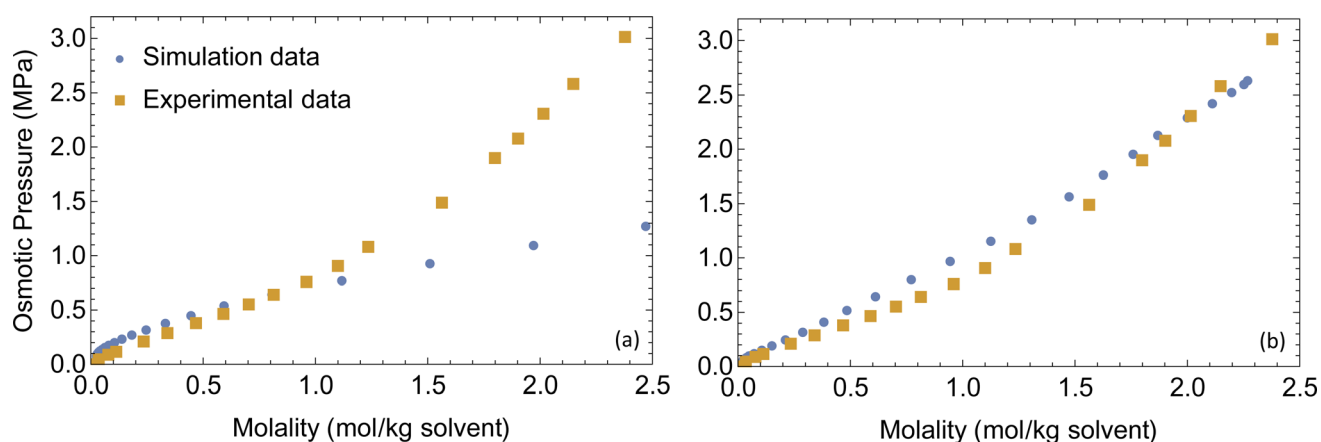 Osmotic Pressure (MPa)
3.0
2.5
2.0
1.5
1.0
0.5
0.0
Simulation data
Experimental data
(a)
0.0 0.5 1.0 1.5 2.0 2.5
Molality (mol/kg solvent)
3.0
2.5
2.0
1.5
1.0
0.5
0.0
(b)
0.0 0.5 1.0 1.5 2.0 2.5
Molality (mol/kg solvent)